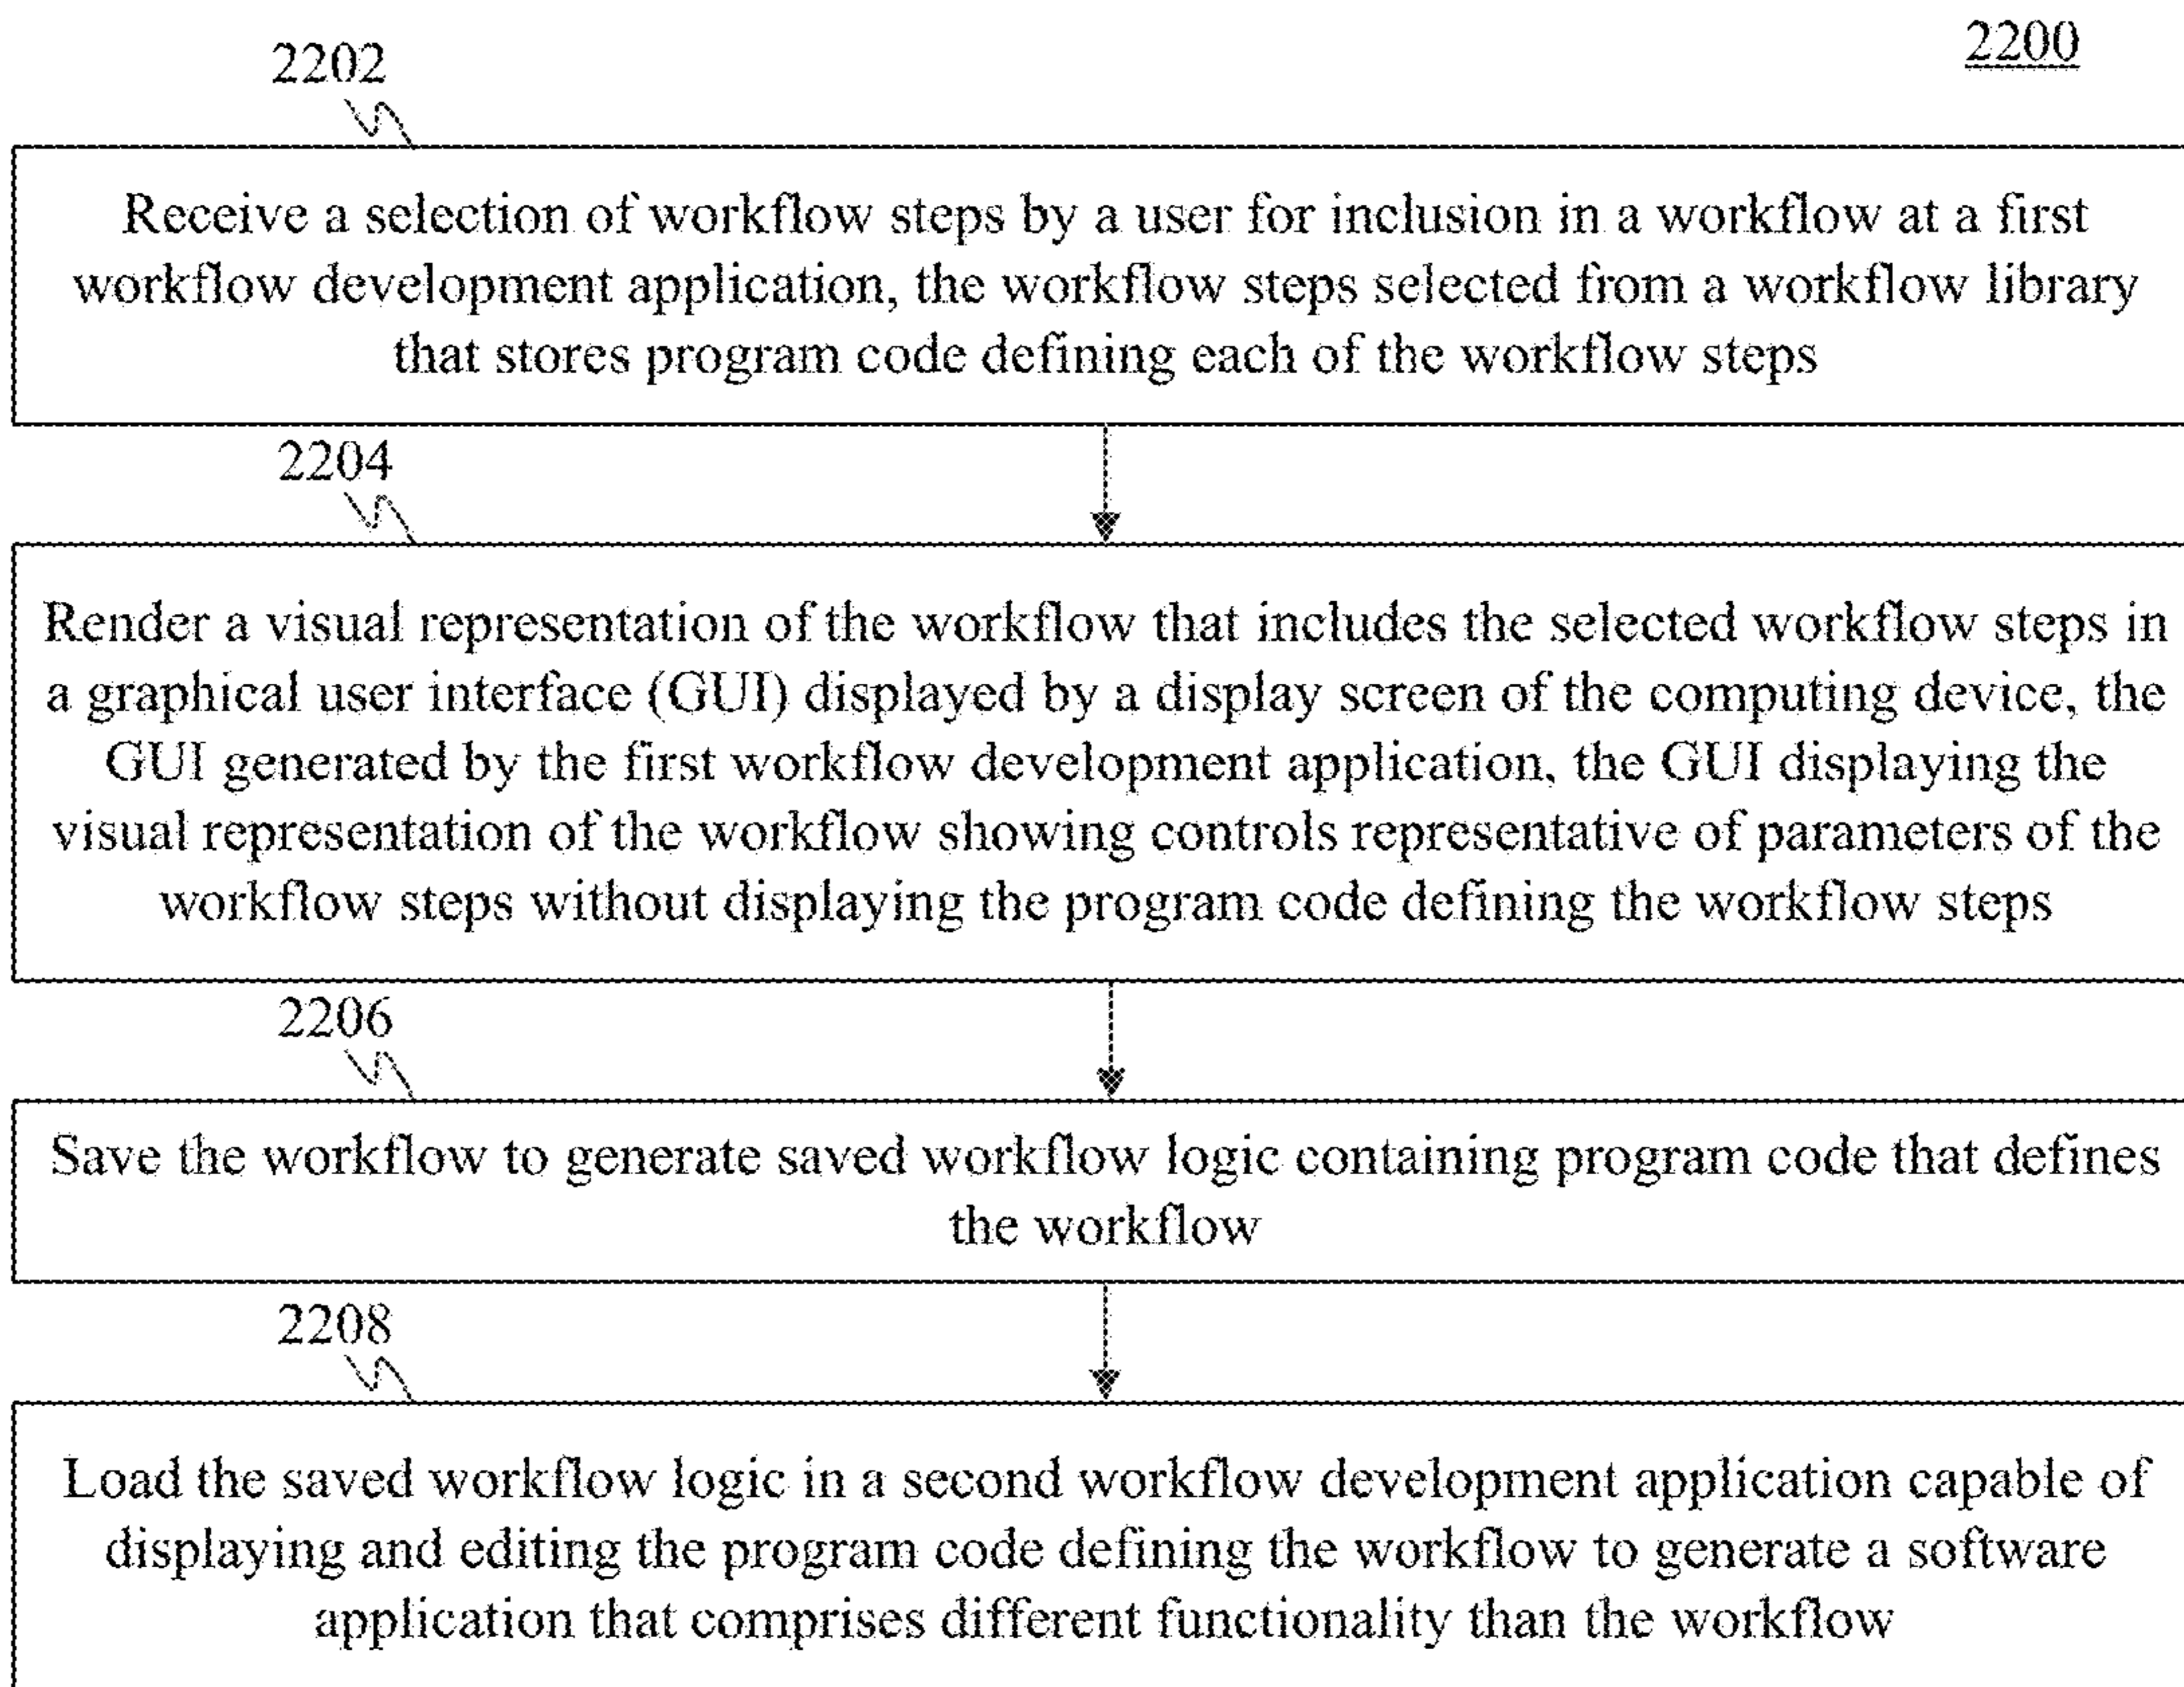 2200
2202
Receive a selection of workflow steps by a user for inclusion in a workflow at a first
workflow development application, the workflow steps selected from a workflow library
that stores program code defining each of the workflow steps
2204
Render a visual representation of the workflow that includes the selected workflow steps in
a graphical user interface (GUI) displayed by a display screen of the computing device, the
GUI generated by the first workflow development application, the GUI displaying the
visual representation of the workflow showing controls representative of parameters of the
workflow steps without displaying the program code defining the workflow steps
2206
Save the workflow to generate saved workflow logic containing program code that defines
the workflow
2208
Load the saved workflow logic in a second workflow development application capable of
displaying and editing the program code defining the workflow to generate a software
application that comprises different functionality than the workflow